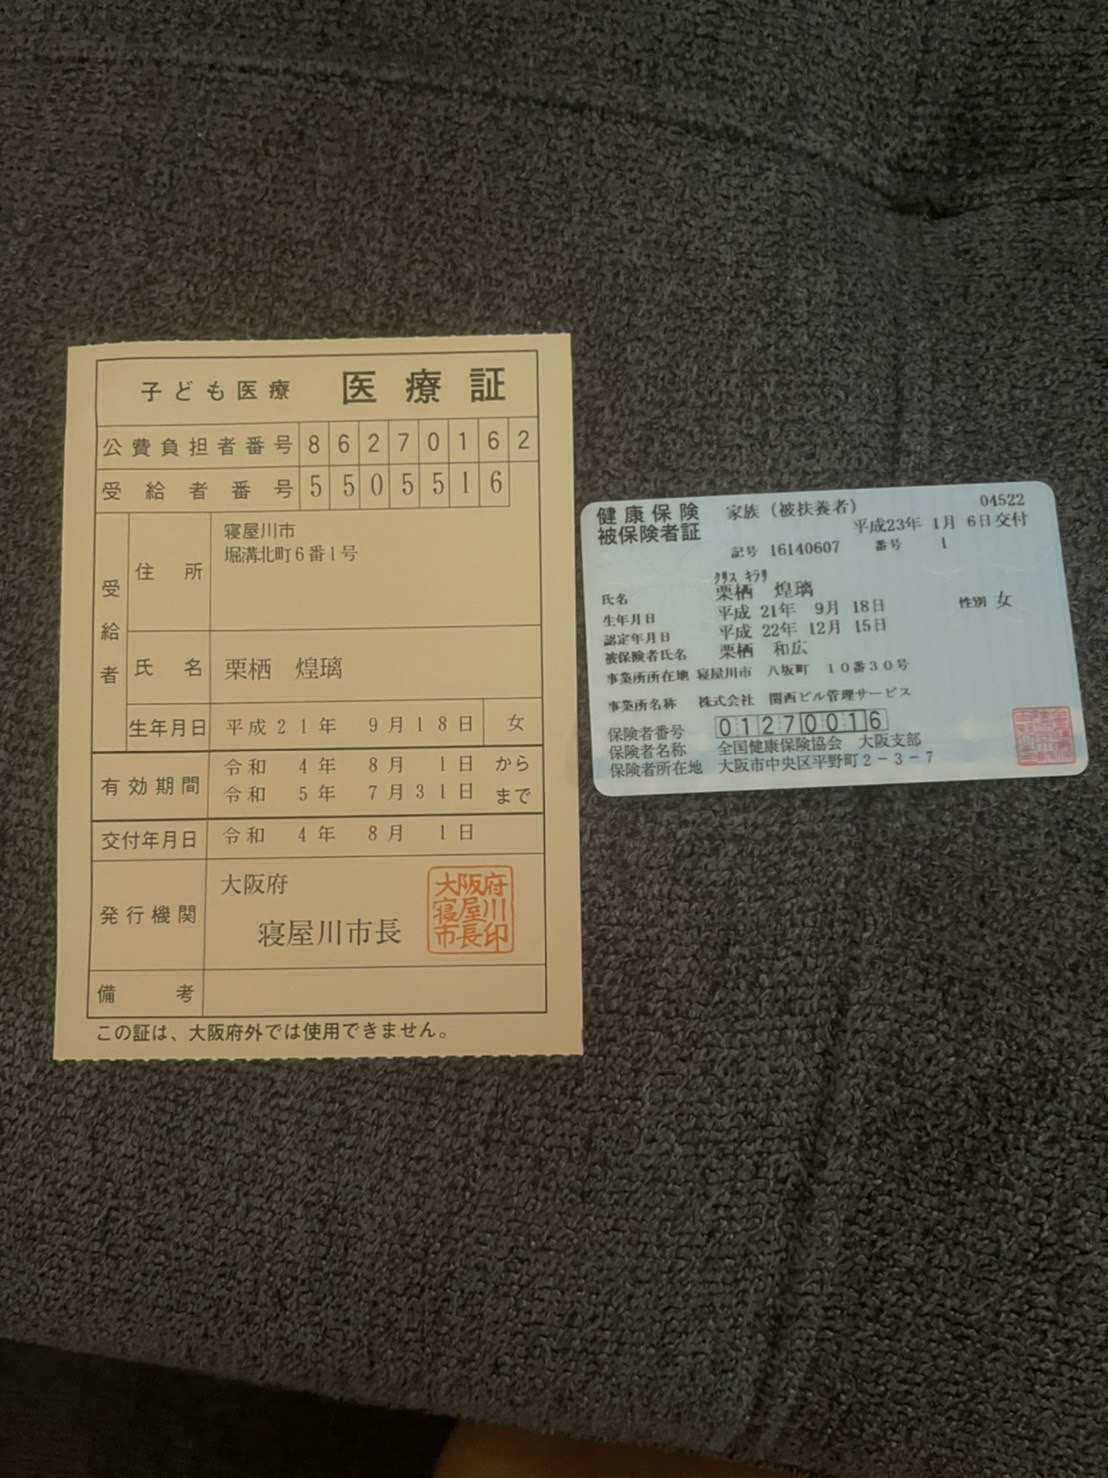 子ども医療 医療証
公費負担者番号 86270162
受給者番号 5505516
受給者
住所 寝屋川市
堀溝北町6番1号
氏名 栗栖 煌璃
生年月日 平成21年 9月18日 女
有効期間 令和 4年 8月 1日 から
令和 5年 7月31日 まで
交付年月日 令和 4年 8月 1日
発行機関 大阪府
寝屋川市長
大阪府
寝屋川
市長印
備考
この証は、大阪府外では使用できません。
健康保険 家族(被扶養者) 04522
被保険者証 平成23年 1月 6日交付
記号 16140607 番号 1
クリス キラリ
氏名 栗栖 煌璃
生年月日 平成 21年 9月 18日 性別 女
認定年月日 平成 22年 12月 15日
被保険者氏名 栗栖 和広
事業所所在地 寝屋川市 八坂町 10番30号
事業所名称 株式会社 関西ビル管理サービス
保険者番号 01270016
保険者名称 全国健康保険協会 大阪支部
保険者所在地 大阪市中央区平野町2-3-7